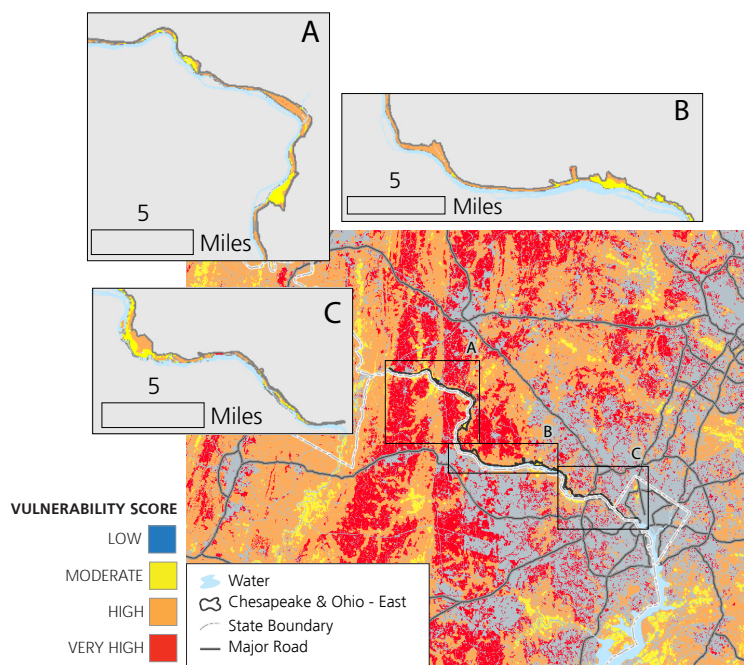 A
5
Miles
B
5
Miles
C
5
Miles
A
B
C
VULNERABILITY SCORE
LOW
MODERATE
HIGH
VERY HIGH
Water
Chesapeake & Ohio - East
State Boundary
Major Road